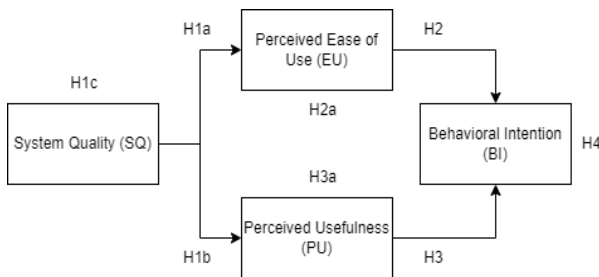 H1a
Perceived Ease of
Use (EU)
H2
H1c
H2a
System Quality (SQ)
Behavioral Intention
(BI)
H4
H3a
Perceived Usefulness
(PU)
H1b
H3